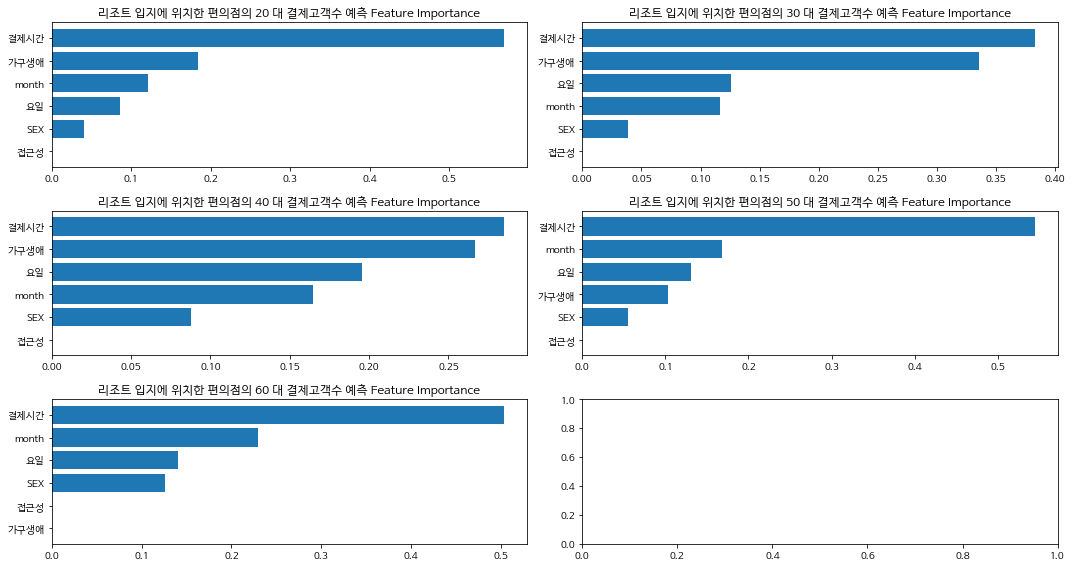 리조트 입지에 위치한 편의점의 20 대 결제고객수 예측 Feature Importance
결제시간
가구생애
month
요일
SEX
접근성
0.0 0.1 0.2 0.3 0.4 0.5
리조트 입지에 위치한 편의점의 30 대 결제고객수 예측 Feature Importance
결제시간
가구생애
요일
month
SEX
접근성
0.00 0.05 0.10 0.15 0.20 0.25 0.30 0.35 0.40
리조트 입지에 위치한 편의점의 40 대 결제고객수 예측 Feature Importance
결제시간
가구생애
요일
month
SEX
접근성
0.00 0.05 0.10 0.15 0.20 0.25
리조트 입지에 위치한 편의점의 50 대 결제고객수 예측 Feature Importance
결제시간
month
요일
가구생애
SEX
접근성
0.0 0.1 0.2 0.3 0.4 0.5
리조트 입지에 위치한 편의점의 60 대 결제고객수 예측 Feature Importance
결제시간
month
요일
SEX
접근성
가구생애
0.0 0.1 0.2 0.3 0.4 0.5
1.0
0.8
0.6
0.4
0.2
0.0
0.0 0.2 0.4 0.6 0.8 1.0